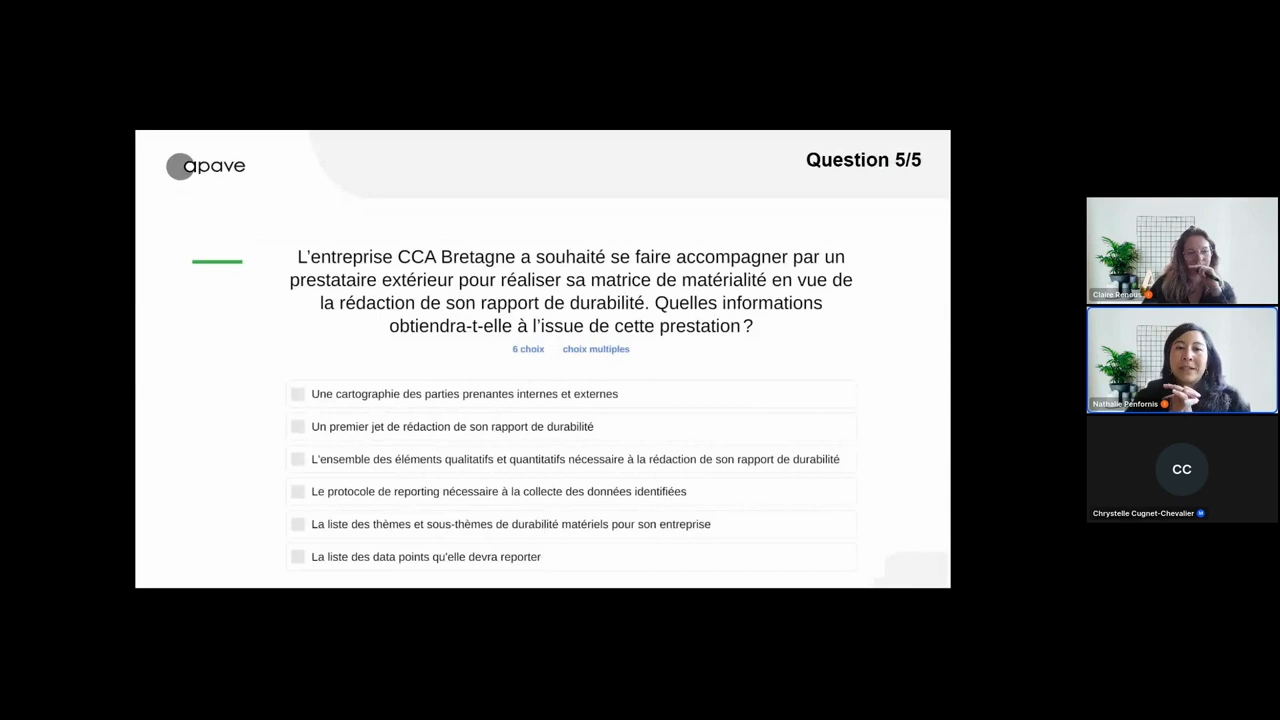 apave
Question 5/5
L'entreprise CCA Bretagne a souhaité se faire accompagner par un
prestataire extérieur pour réaliser sa matrice de matérialité en vue de
la rédaction de son rapport de durabilité. Quelles informations
obtiendra-t-elle à l'issue de cette prestation ?
6 choix choix multiples
Une cartographie des parties prenantes internes et externes
Un premier jet de rédaction de son rapport de durabilité
L'ensemble des éléments qualitatifs et quantitatifs nécessaire à la rédaction de son rapport de durabilité
Le protocole de reporting nécessaire à la collecte des données identifiées
La liste des thèmes et sous-thèmes de durabilité matériels pour son entreprise
La liste des data points qu'elle devra reporter
Claire Renous
Nathalie Penfornis
CC
Chrystelle Cugnet-Chevalier